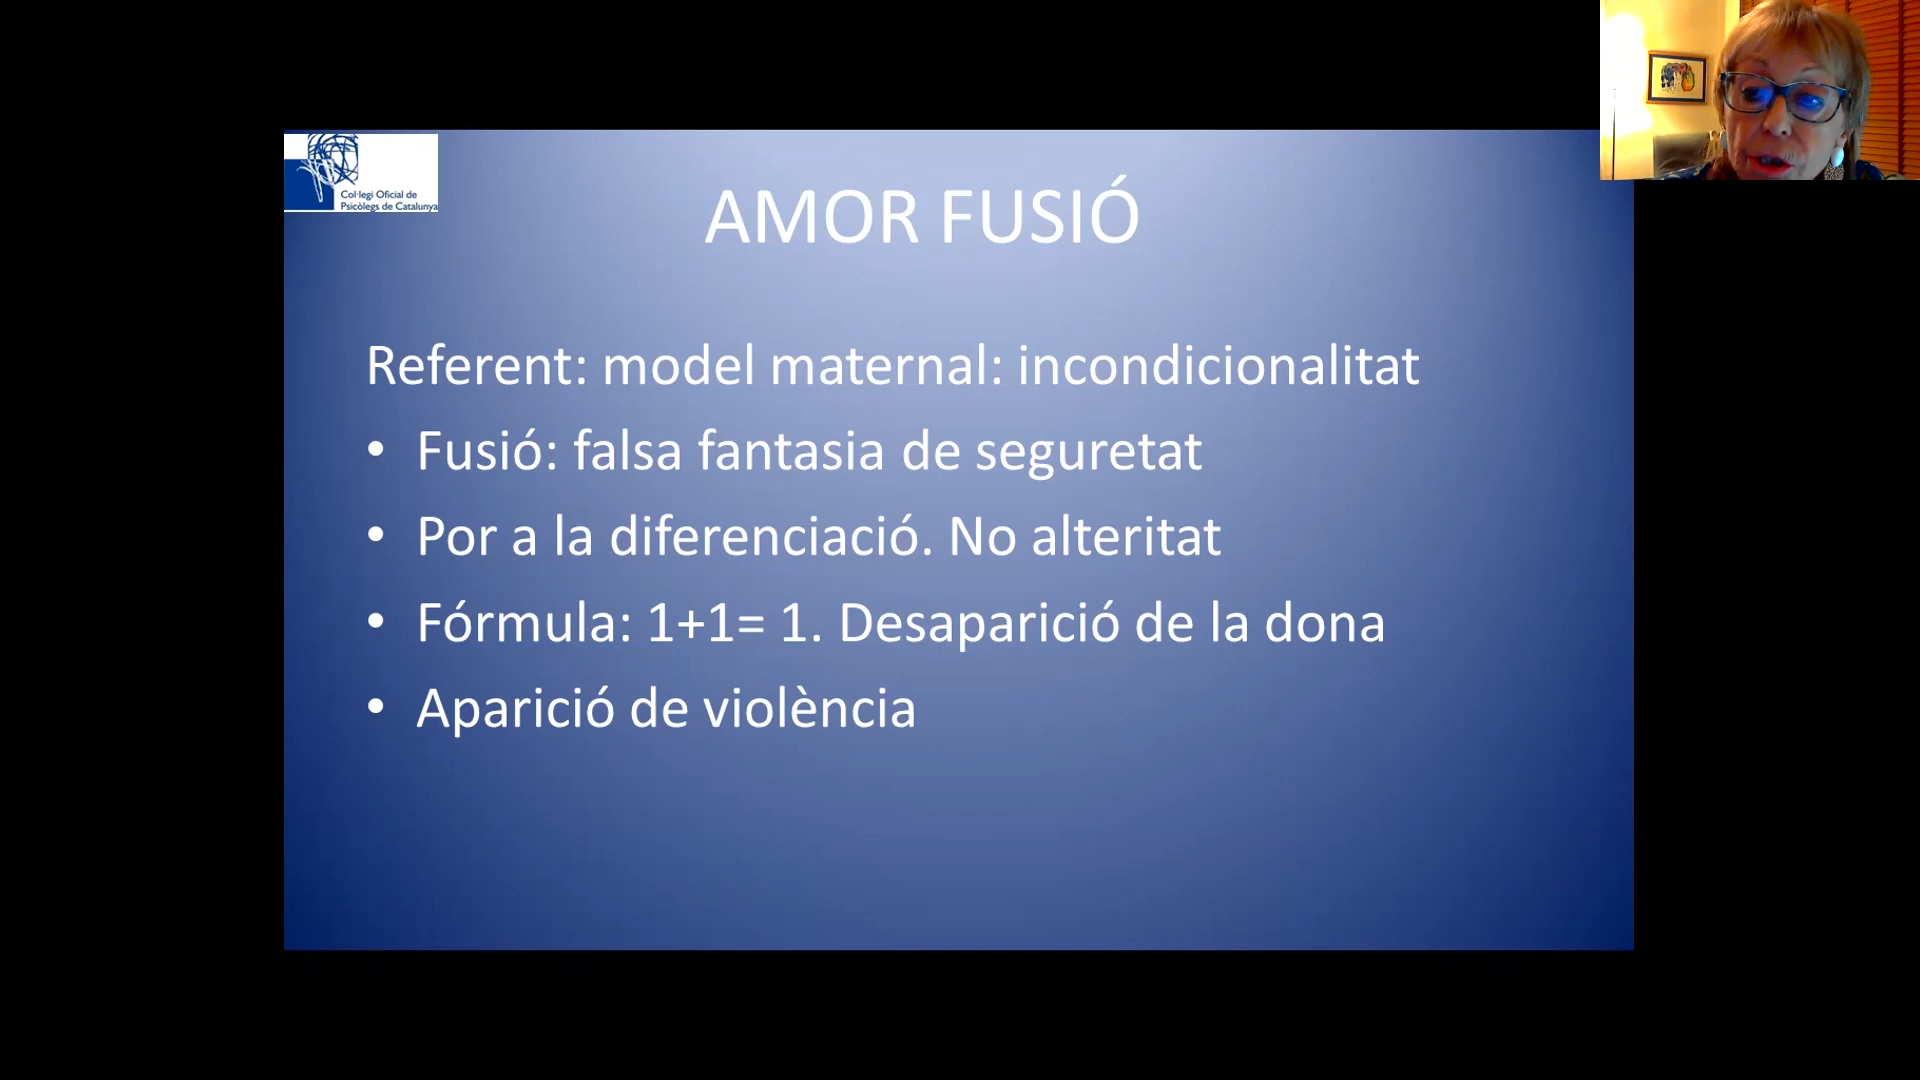 Col·legi Oficial de
Psicòlegs de Catalunya
AMOR FUSIÓ
Referent: model maternal: incondicionalitat
• Fusió: falsa fantasia de seguretat
• Por a la diferenciació. No alteritat
• Fórmula: 1+1= 1. Desaparició de la dona
• Aparició de violència